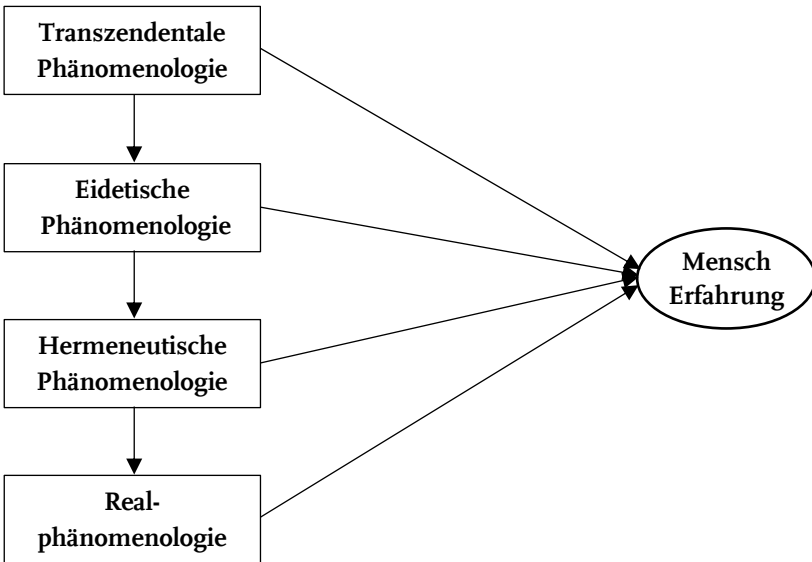 Transzendentale
Phänomenologie
Eidetische
Phänomenologie
Hermeneutische
Phänomenologie
Real-
phänomenologie
Mensch
Erfahrung